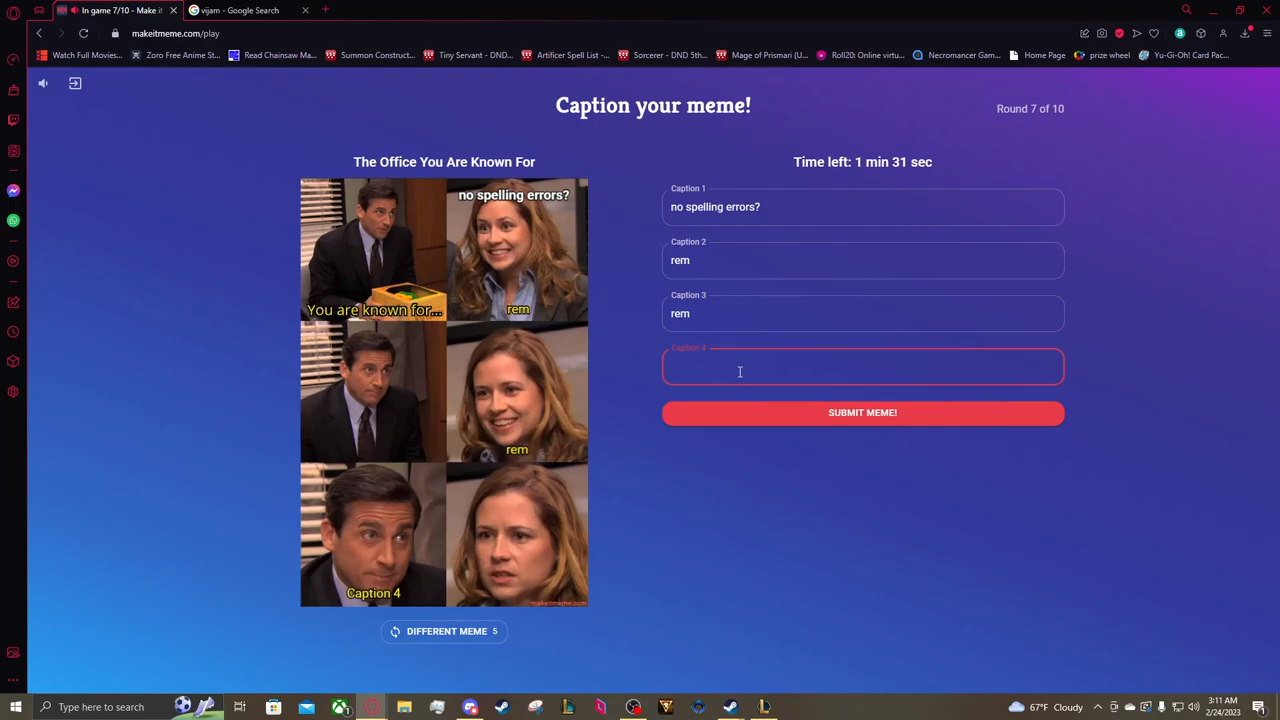 In game 7/10 - Make it
vijam - Google Search
makeitmeme.com/play
Watch Full Movies...
Zoro Free Anime St...
Read Chainsaw Ma...
Summon Construct...
Tiny Servant - DND...
Artificer Spell List -...
Sorcerer - DND 5th...
Mage of Prismari (U...
Roll20: Online virtu...
Necromancer Collec...
Home Page
prize wheel
Yu-Gi-Oh! Card Pac...
Caption your meme!
Round 7 of 10
The Office You Are Known For
Time left: 1 min 31 sec
no spelling errors?
You are known for...
rem
rem
Caption 4
makeitmeme.com
DIFFERENT MEME 5
Caption 1
no spelling errors?
Caption 2
rem
Caption 3
rem
Caption 4
SUBMIT MEME!
Type here to search
67°F Cloudy
3:11 AM
2/24/2023